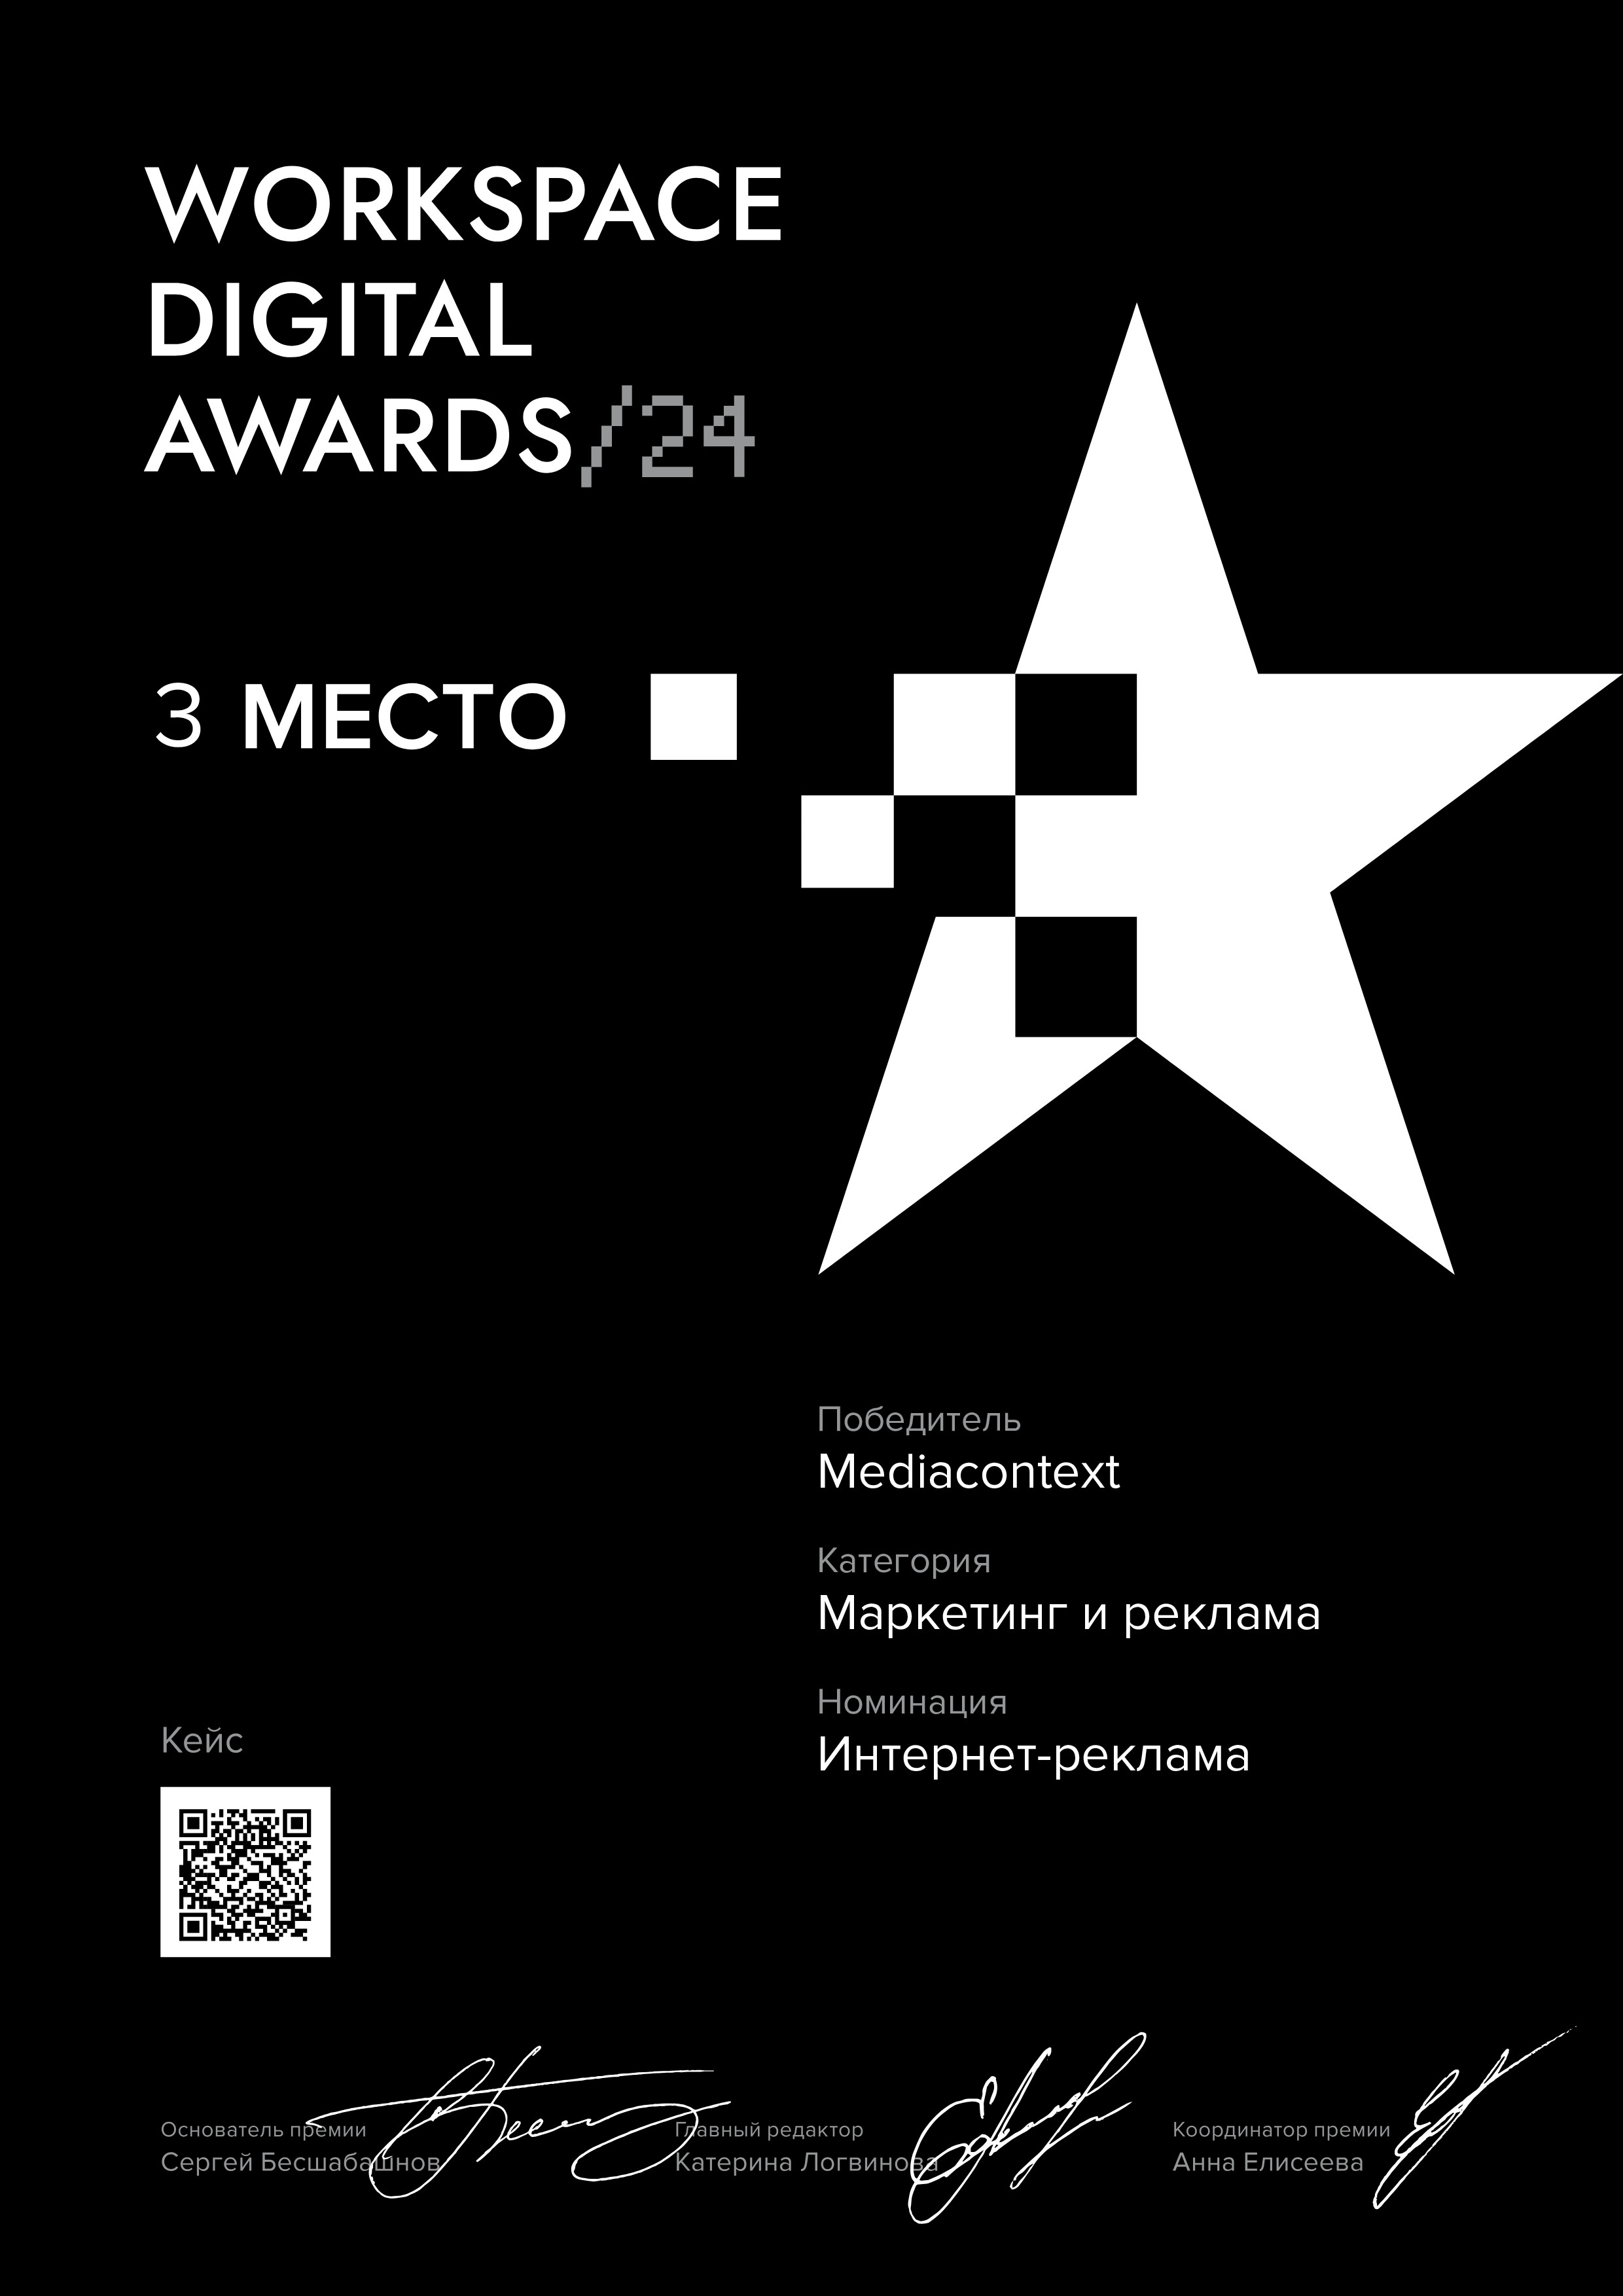 WORKSPACE
DIGITAL
AWARDS/24
3 МЕСТО
Победитель
Mediacontext
Категория
Маркетинг и реклама
Номинация
Интернет-реклама
Кейс
Основатель премии
Сергей Бесшабашнов
Главный редактор
Катерина Логвинова
Координатор премии
Анна Елисеева